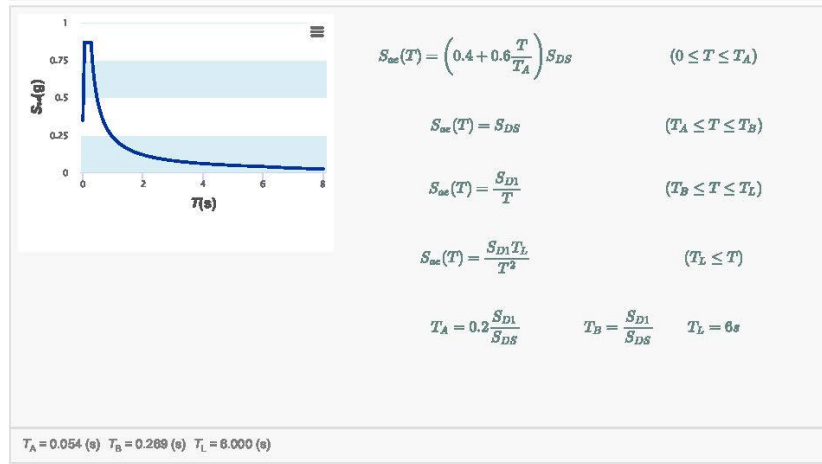 1
0.75
0.5
0.25
0
0 2 4 6 8
S_ae(g)
T(s)
S_ae(T) = (0.4 + 0.6 T/T_A) S_DS (0 ≤ T ≤ T_A)
S_ae(T) = S_DS (T_A ≤ T ≤ T_B)
S_ae(T) = S_D1/T (T_B ≤ T ≤ T_L)
S_ae(T) = S_D1 T_L/T² (T_L ≤ T)
T_A = 0.2 S_D1/S_DS T_B = S_D1/S_DS T_L = 6s
T_A = 0.054 (s) T_B = 0.269 (s) T_L = 6.000 (s)